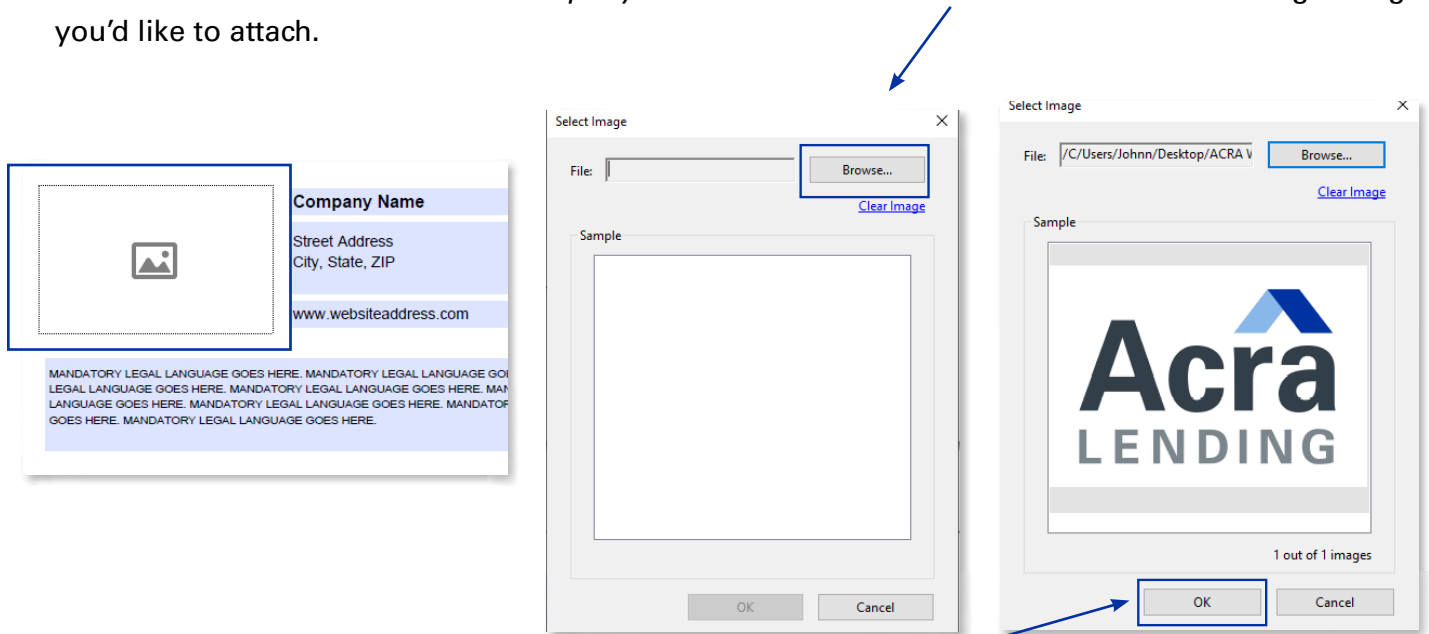 you’d like to attach.
Company Name
Street Address
City, State, ZIP
www.websiteaddress.com
MANDATORY LEGAL LANGUAGE GOES HERE. MANDATORY LEGAL LANGUAGE
LEGAL LANGUAGE GOES HERE. MANDATORY LEGAL LANGUAGE GOES HERE.
LANGUAGE GOES HERE. MANDATORY LEGAL LANGUAGE GOES HERE.
GOES HERE. MANDATORY LEGAL LANGUAGE GOES HERE.
Select Image
File:
Browse...
Clear Image
Sample
OK
Cancel
Select Image
File: /C/Users/Johnn/Desktop/ACRA
Browse...
Clear Image
Sample
Acra
LENDING
1 out of 1 images
OK
Cancel